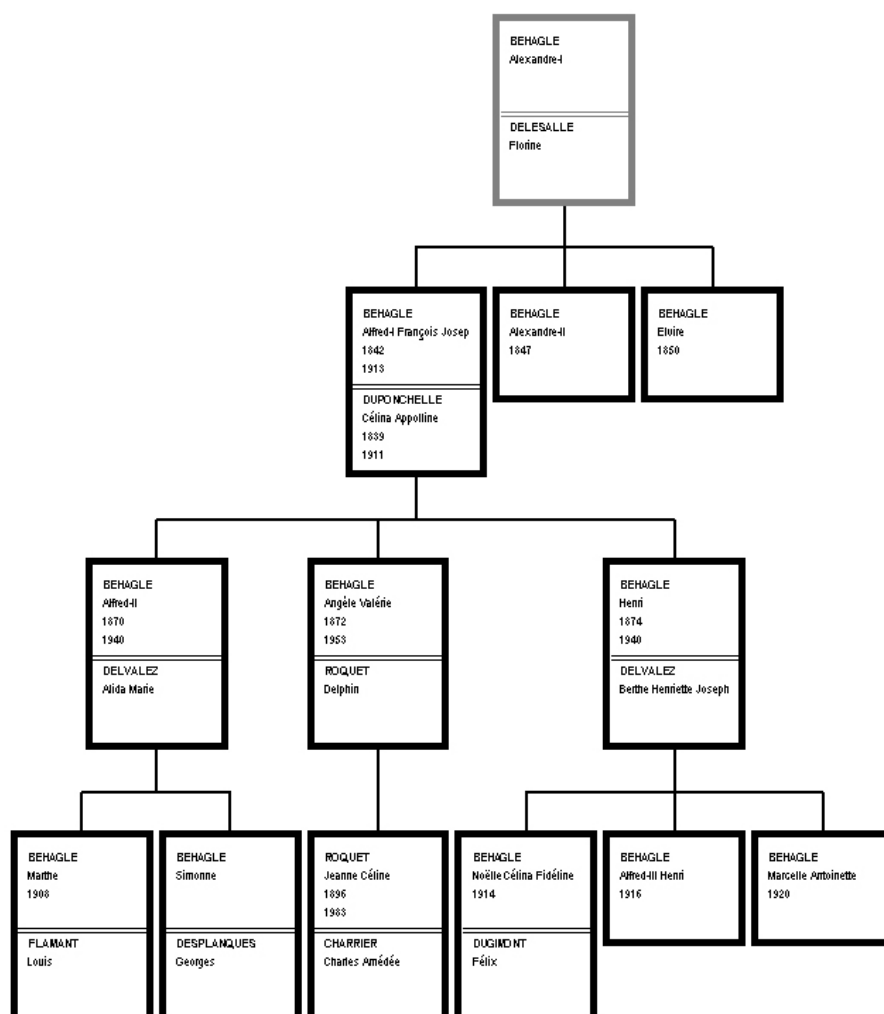 BEHAGLE
Alexandre-I
DELESALLE
Florine
BEHAGLE
Alfred-I François Josep
1842
1913
DUPONCHELLE
Célina Appolline
1839
1911
BEHAGLE
Alexandre-II
1847
BEHAGLE
Elvire
1850
BEHAGLE
Alfred-II
1870
1940
DELVALEZ
Alida Marie
BEHAGLE
Angèle Valérie
1872
1953
ROQUET
Delphin
BEHAGLE
Henri
1874
1940
DELVALEZ
Berthe Henriette Joseph
BEHAGLE
Marthe
1908
FLAMANT
Louis
BEHAGLE
Simonne
DESPLANQUES
Georges
ROQUET
Jeanne Céline
1896
1983
CHARRIER
Charles Amédée
BEHAGLE
Noëlle Célina Fidéline
1914
DUGIMONT
Félix
BEHAGLE
Alfred-III Henri
1916
BEHAGLE
Marcelle Antoinette
1920